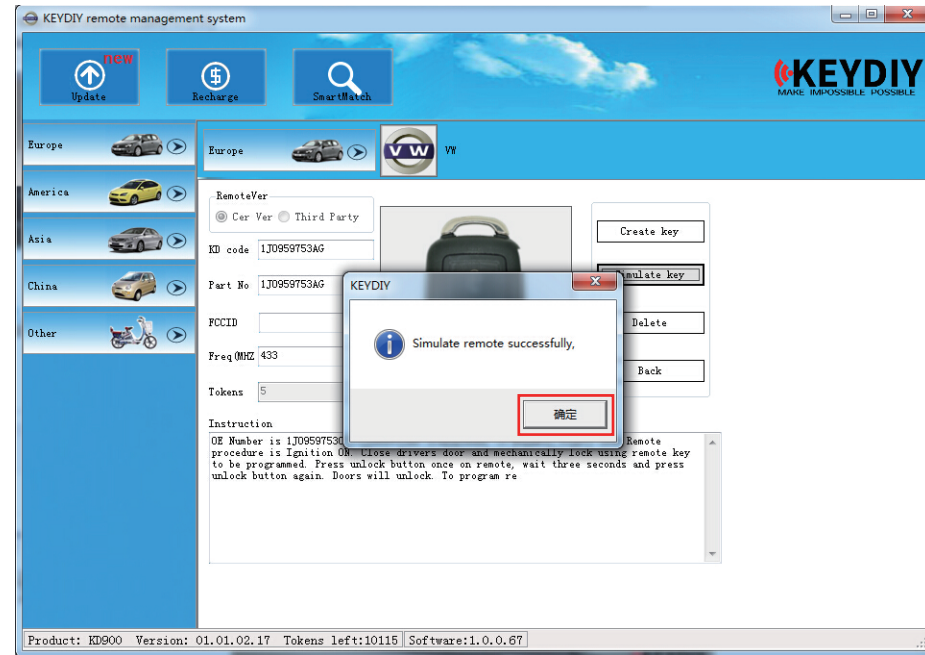 KEYDIY remote management system
new
Update
Recharge
SmartMatch
KEYDIY
MAKE IMPOSSIBLE POSSIBLE
Europe
America
Asia
China
Other
Europe
VW
VW
RemoteVer
Cer Ver
Third Party
KD code
1J0959753AG
Part No
1J0959753AG
FCCID
Freq(MHZ
433
Tokens
5
Create key
Simulate key
Delete
Back
KEYDIY
Simulate remote successfully,
确定
Instruction
OE Number is 1J0959753 Remote
procedure is Ignition ON. Close drivers door and mechanically lock using remote key
to be programmed. Press unlock button once on remote, wait three seconds and press
unlock button again. Doors will unlock. To program re
Product: KD900 Version: 01.01.02.17 Tokens left:10115 Software:1.0.0.67